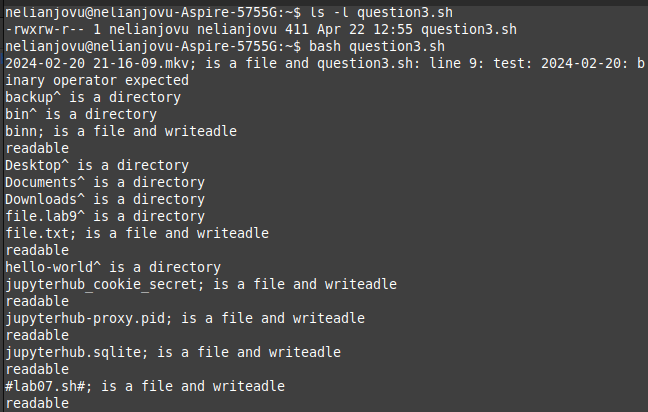 nelianjovu@nelianjovu-Aspire-5755G:~$ ls -l question3.sh
-rwxrw-r-- 1 nelianjovu nelianjovu 411 Apr 22 12:55 question3.sh
nelianjovu@nelianjovu-Aspire-5755G:~$ bash question3.sh
2024-02-20 21-16-09.mkv; is a file and question3.sh: line 9: test: 2024-02-20: b
inary operator expected
backup^ is a directory
bin^ is a directory
binn; is a file and writeadle
readable
Desktop^ is a directory
Documents^ is a directory
Downloads^ is a directory
file.lab9^ is a directory
file.txt; is a file and writeadle
readable
hello-world^ is a directory
jupyterhub_cookie_secret; is a file and writeadle
readable
jupyterhub-proxy.pid; is a file and writeadle
readable
jupyterhub.sqlite; is a file and writeadle
readable
#lab07.sh#; is a file and writeadle
readable